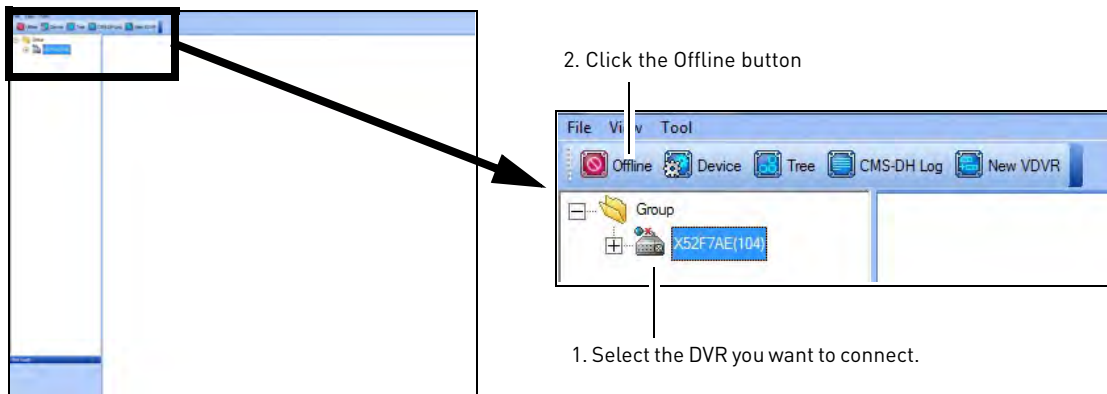 2. Click the Offline button
File View Tool
Offline Device Tree CMS-DH Log New VDVR
Group
X52F7AE(104)
1. Select the DVR you want to connect.